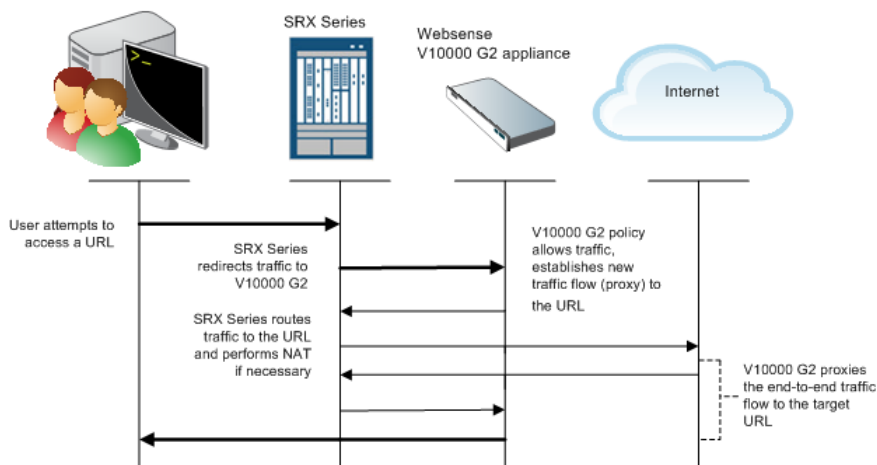 SRX Series
Websense
V10000 G2 appliance
>_
Internet
User attempts to
access a URL
SRX Series
redirects traffic to
V10000 G2
V10000 G2 policy
allows traffic,
establishes new
traffic flow (proxy) to
the URL
SRX Series routes
traffic to the URL
and performs NAT
if necessary
V10000 G2 proxies
the end-to-end traffic
flow to the target
URL